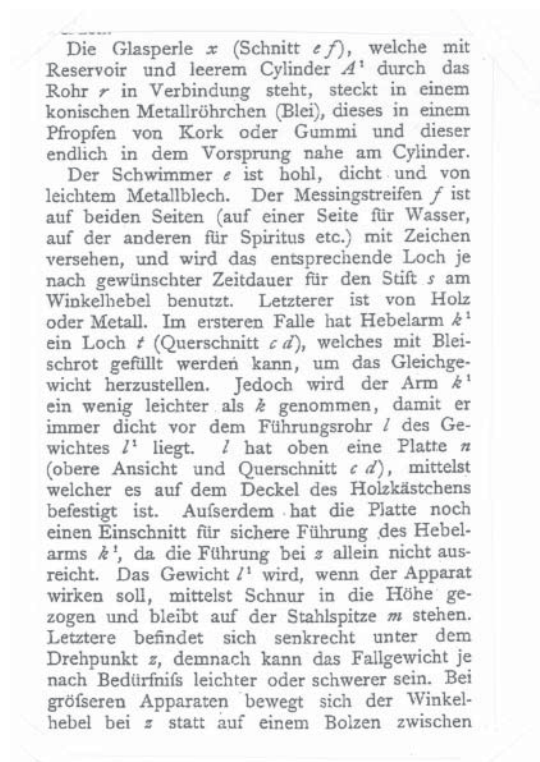 Die Glasperle x (Schnitt e f), welche mit
Reservoir und leerem Cylinder A¹ durch das
Rohr r in Verbindung steht, steckt in einem
konischen Metallröhrchen (Blei), dieses in einem
Pfropfen von Kork oder Gummi und dieser
endlich in dem Vorsprung nahe am Cylinder.
Der Schwimmer e ist hohl, dicht und von
leichtem Metallblech. Der Messingstreifen f ist
auf beiden Seiten (auf einer Seite für Wasser,
auf der anderen für Spiritus etc.) mit Zeichen
versehen, und wird das entsprechende Loch je
nach gewünschter Zeitdauer für den Stift s am
Winkelhebel benutzt. Letzterer ist von Holz
oder Metall. Im ersteren Falle hat Hebelarm k¹
ein Loch t (Querschnitt c d), welches mit Blei-
schrot gefüllt werden kann, um das Gleichge-
wicht herzustellen. Jedoch wird der Arm k¹
ein wenig leichter als k genommen, damit er
immer dicht vor dem Führungsrohr l des Ge-
wichtes l¹ liegt. l hat oben eine Platte n
(obere Ansicht und Querschnitt c d), mittelst
welcher es auf dem Deckel des Holzkästchens
befestigt ist. Auſserdem hat die Platte noch
einen Einschnitt für sichere Führung des Hebel-
arms k¹, da die Führung bei z allein nicht aus-
reicht. Das Gewicht l¹ wird, wenn der Apparat
wirken soll, mittelst Schnur in die Höhe ge-
zogen und bleibt auf der Stahlspitze m stehen.
Letztere befindet sich senkrecht unter dem
Drehpunkt z, demnach kann das Fallgewicht je
nach Bedürfniſs leichter oder schwerer sein. Bei
gröſseren Apparaten bewegt sich der Winkel-
hebel bei z statt auf einem Bolzen zwischen